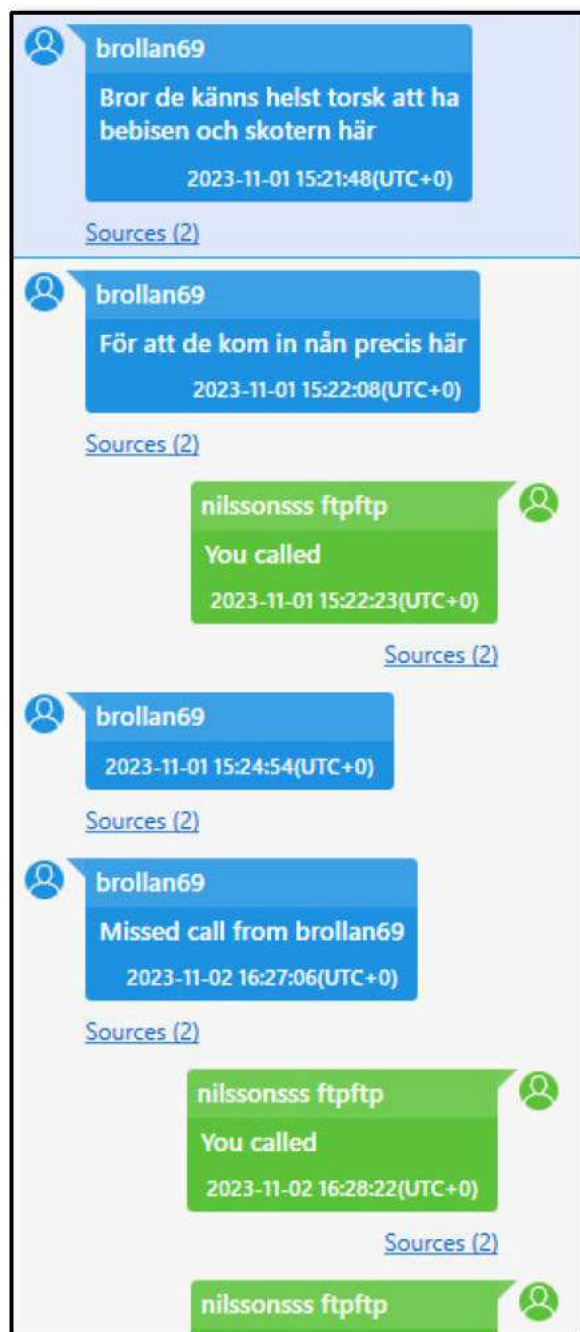 brollan69
Bror de känns helst torsk att ha
bebisen och skotern här
2023-11-01 15:21:48(UTC+0)
Sources (2)
brollan69
För att de kom in nån precis här
2023-11-01 15:22:08(UTC+0)
Sources (2)
nilssonsss ftpftp
You called
2023-11-01 15:22:23(UTC+0)
Sources (2)
brollan69
2023-11-01 15:24:54(UTC+0)
Sources (2)
brollan69
Missed call from brollan69
2023-11-02 16:27:06(UTC+0)
Sources (2)
nilssonsss ftpftp
You called
2023-11-02 16:28:22(UTC+0)
Sources (2)
nilssonsss ftpftp